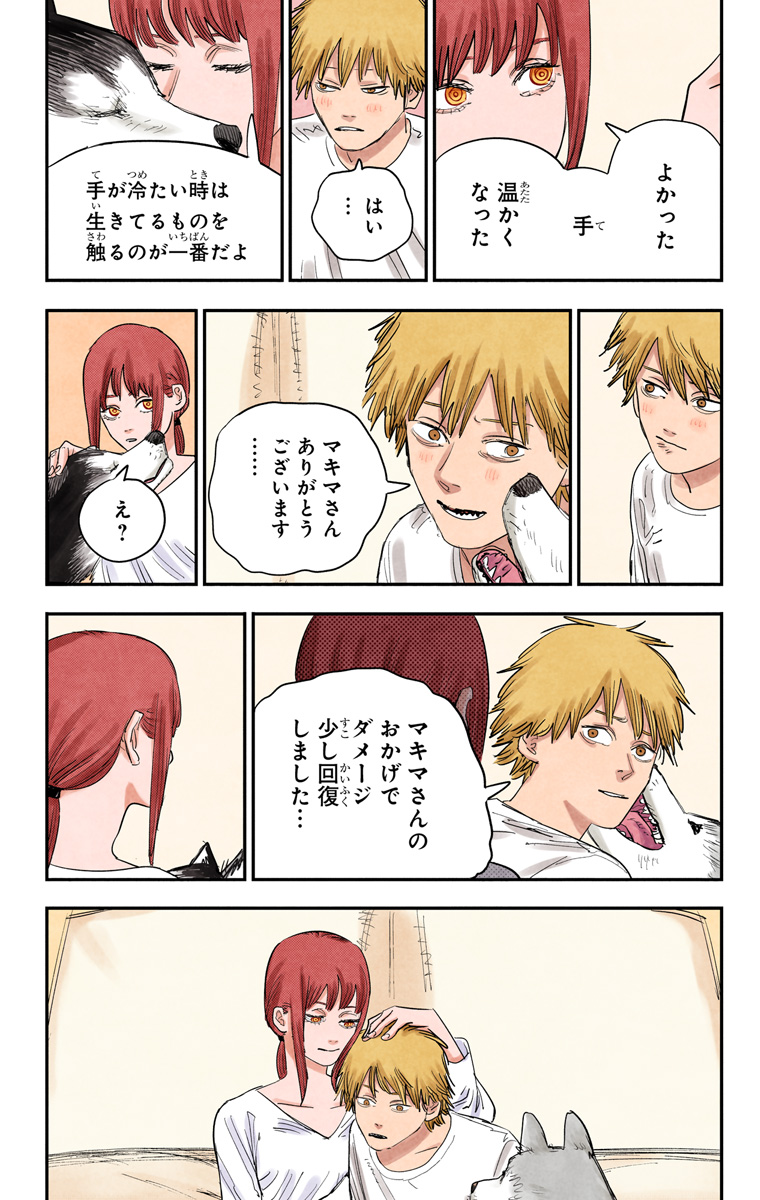 よかった
手
温かく
なった
はい
…
手が冷たい時は
生きてるものを
触るのが一番だよ
マキマさん
ありがとう
ございます
……
え？
マキマさんの
おかげで
ダメージ
少し回復
しました…